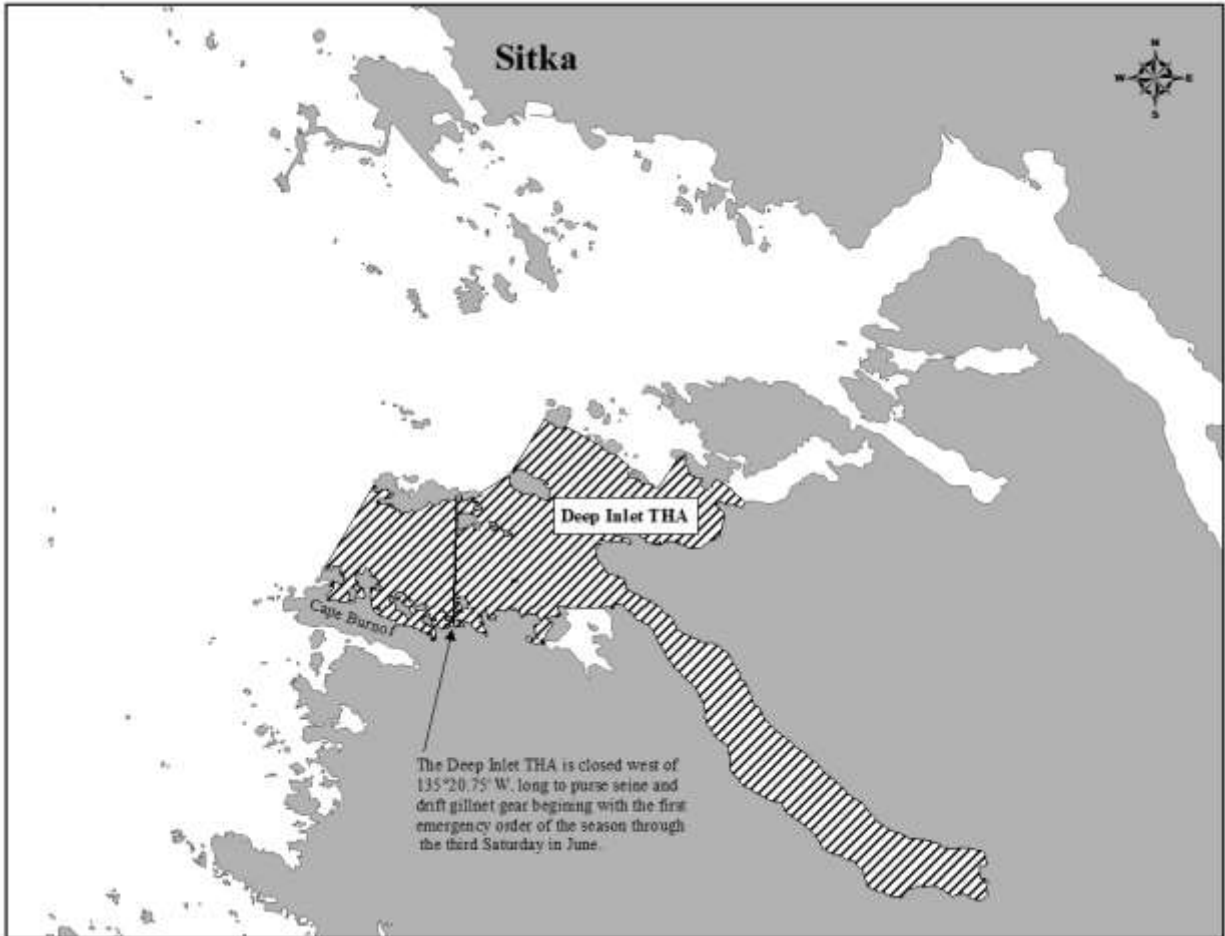 Sitka
N
W E
S
Deep Inlet THA
Cape Burnof
The Deep Inlet THA is closed west of
135°20.75' W. long to purse seine and
drift gillnet gear begining with the first
emergency order of the season through
the third Saturday in June.